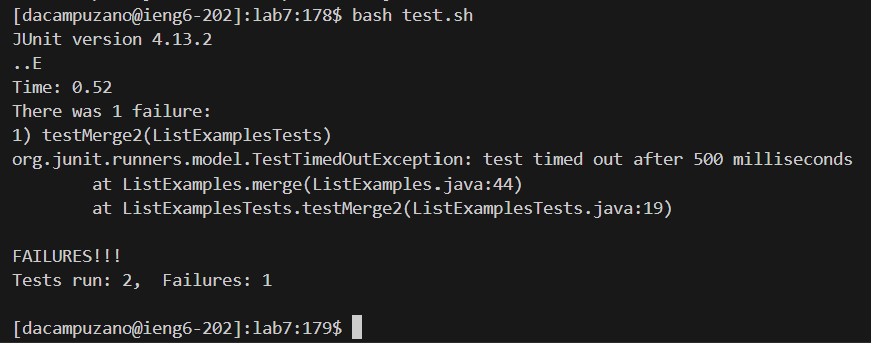 [dacampuzano@ieng6-202]:lab7:178$ bash test.sh
JUnit version 4.13.2
..E
Time: 0.52
There was 1 failure:
1) testMerge2(ListExamplesTests)
org.junit.runners.model.TestTimedOutException: test timed out after 500 milliseconds
        at ListExamples.merge(ListExamples.java:44)
        at ListExamplesTests.testMerge2(ListExamplesTests.java:19)

FAILURES!!!
Tests run: 2,  Failures: 1

[dacampuzano@ieng6-202]:lab7:179$